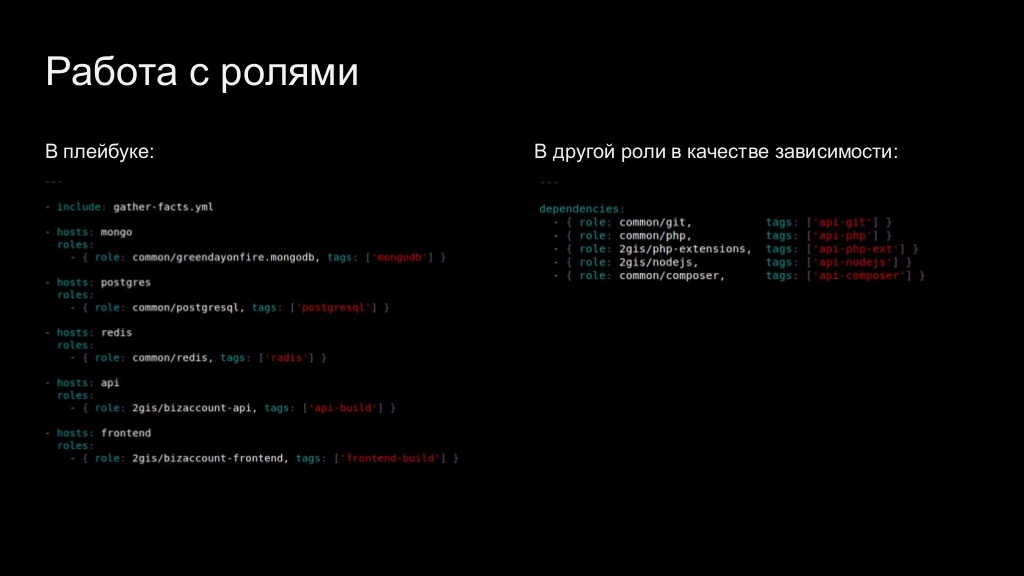 Работа с ролями
В плейбуке:
---
- include: gather-facts.yml
- hosts: mongo
roles:
- { role: common/greendayonfire.mongodb, tags: ['mongodb'] }
- hosts: postgres
roles:
- { role: common/postgresql, tags: ['postgresql'] }
- hosts: redis
roles:
- { role: common/redis, tags: ['radis'] }
- hosts: api
roles:
- { role: 2gis/bizaccount-api, tags: ['api-build'] }
- hosts: frontend
roles:
- { role: 2gis/bizaccount-frontend, tags: ['frontend-build'] }
В другой роли в качестве зависимости:
---
dependencies:
- { role: common/git, tags: ['api-git'] }
- { role: common/php, tags: ['api-php'] }
- { role: 2gis/php-extensions, tags: ['api-php-ext'] }
- { role: 2gis/nodejs, tags: ['api-nodejs'] }
- { role: common/composer, tags: ['api-composer'] }